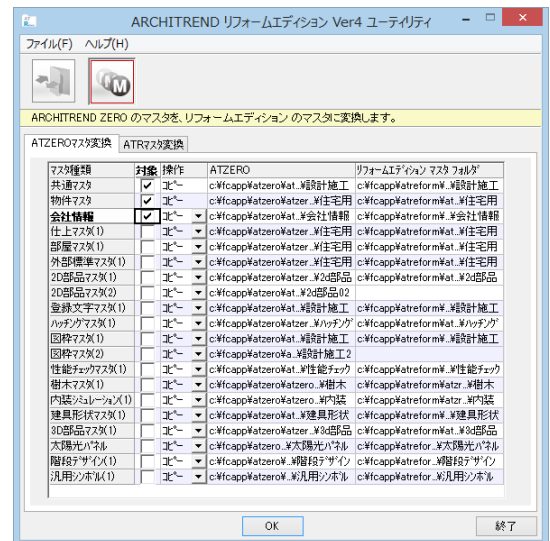 ARCHITREND リフォームエディション Ver4 ユーティリティ
ファイル(F) ヘルプ(H)
ARCHITREND ZERO のマスタを、リフォームエディション のマスタに変換します。
ATZEROマスタ変換 ATRマスタ変換
マスタ種類 対象 操作 ATZERO リフォームエディション マスタ フォルダ
共通マスタ コピー c:¥fcapp¥atzero¥at..¥設計施工 c:¥fcapp¥atreform¥..¥設計施工
物件マスタ コピー c:¥fcapp¥atzero¥atzer..¥住宅用 c:¥fcapp¥atreform¥at..¥住宅用
会社情報 コピー c:¥fcapp¥atzero¥at..¥会社情報 c:¥fcapp¥atreform¥..¥会社情報
仕上マスタ(1) コピー c:¥fcapp¥atzero¥atzer..¥住宅用 c:¥fcapp¥atreform¥at..¥住宅用
部屋マスタ(1) コピー c:¥fcapp¥atzero¥atzer..¥住宅用 c:¥fcapp¥atreform¥at..¥住宅用
外部標準マスタ(1) コピー c:¥fcapp¥atzero¥atzer..¥住宅用 c:¥fcapp¥atreform¥at..¥住宅用
2D部品マスタ(1) コピー c:¥fcapp¥atzero¥atzer..¥2d部品 c:¥fcapp¥atreform¥at..¥2d部品
2D部品マスタ(2) コピー c:¥fcapp¥atzero¥at..¥2d部品02
登録文字マスタ(1) コピー c:¥fcapp¥atzero¥at..¥設計施工 c:¥fcapp¥atreform¥..¥設計施工
ハッチングマスタ(1) コピー c:¥fcapp¥atzero¥atzer..¥ハッチング c:¥fcapp¥atreform¥at..¥ハッチング
図枠マスタ(1) コピー c:¥fcapp¥atzero¥at..¥設計施工 c:¥fcapp¥atreform¥..¥設計施工
図枠マスタ(2) コピー c:¥fcapp¥atzero¥a..¥設計施工2
性能チェックマスタ(1) コピー c:¥fcapp¥atzero¥at..¥性能チェック c:¥fcapp¥atreform¥..¥性能チェック
樹木マスタ(1) コピー c:¥fcapp¥atzero¥atzero..¥樹木 c:¥fcapp¥atreform¥atzr..¥樹木
内装シミュレーション(1) コピー c:¥fcapp¥atzero¥atzero..¥内装 c:¥fcapp¥atreform¥atzr..¥内装
建具形状マスタ(1) コピー c:¥fcapp¥atzero¥at..¥建具形状 c:¥fcapp¥atreform¥..¥建具形状
3D部品マスタ(1) コピー c:¥fcapp¥atzero¥atzer..¥3d部品 c:¥fcapp¥atreform¥at..¥3d部品
太陽光パネル コピー c:¥fcapp¥atzero..¥太陽光パネル c:¥fcapp¥atrefor..¥太陽光パネル
階段デザイン(1) コピー c:¥fcapp¥atzero¥..¥階段デザイン c:¥fcapp¥atrefor..¥階段デザイン
汎用シンボル(1) コピー c:¥fcapp¥atzero¥..¥汎用シンボル c:¥fcapp¥atrefor..¥汎用シンボル
OK 終了